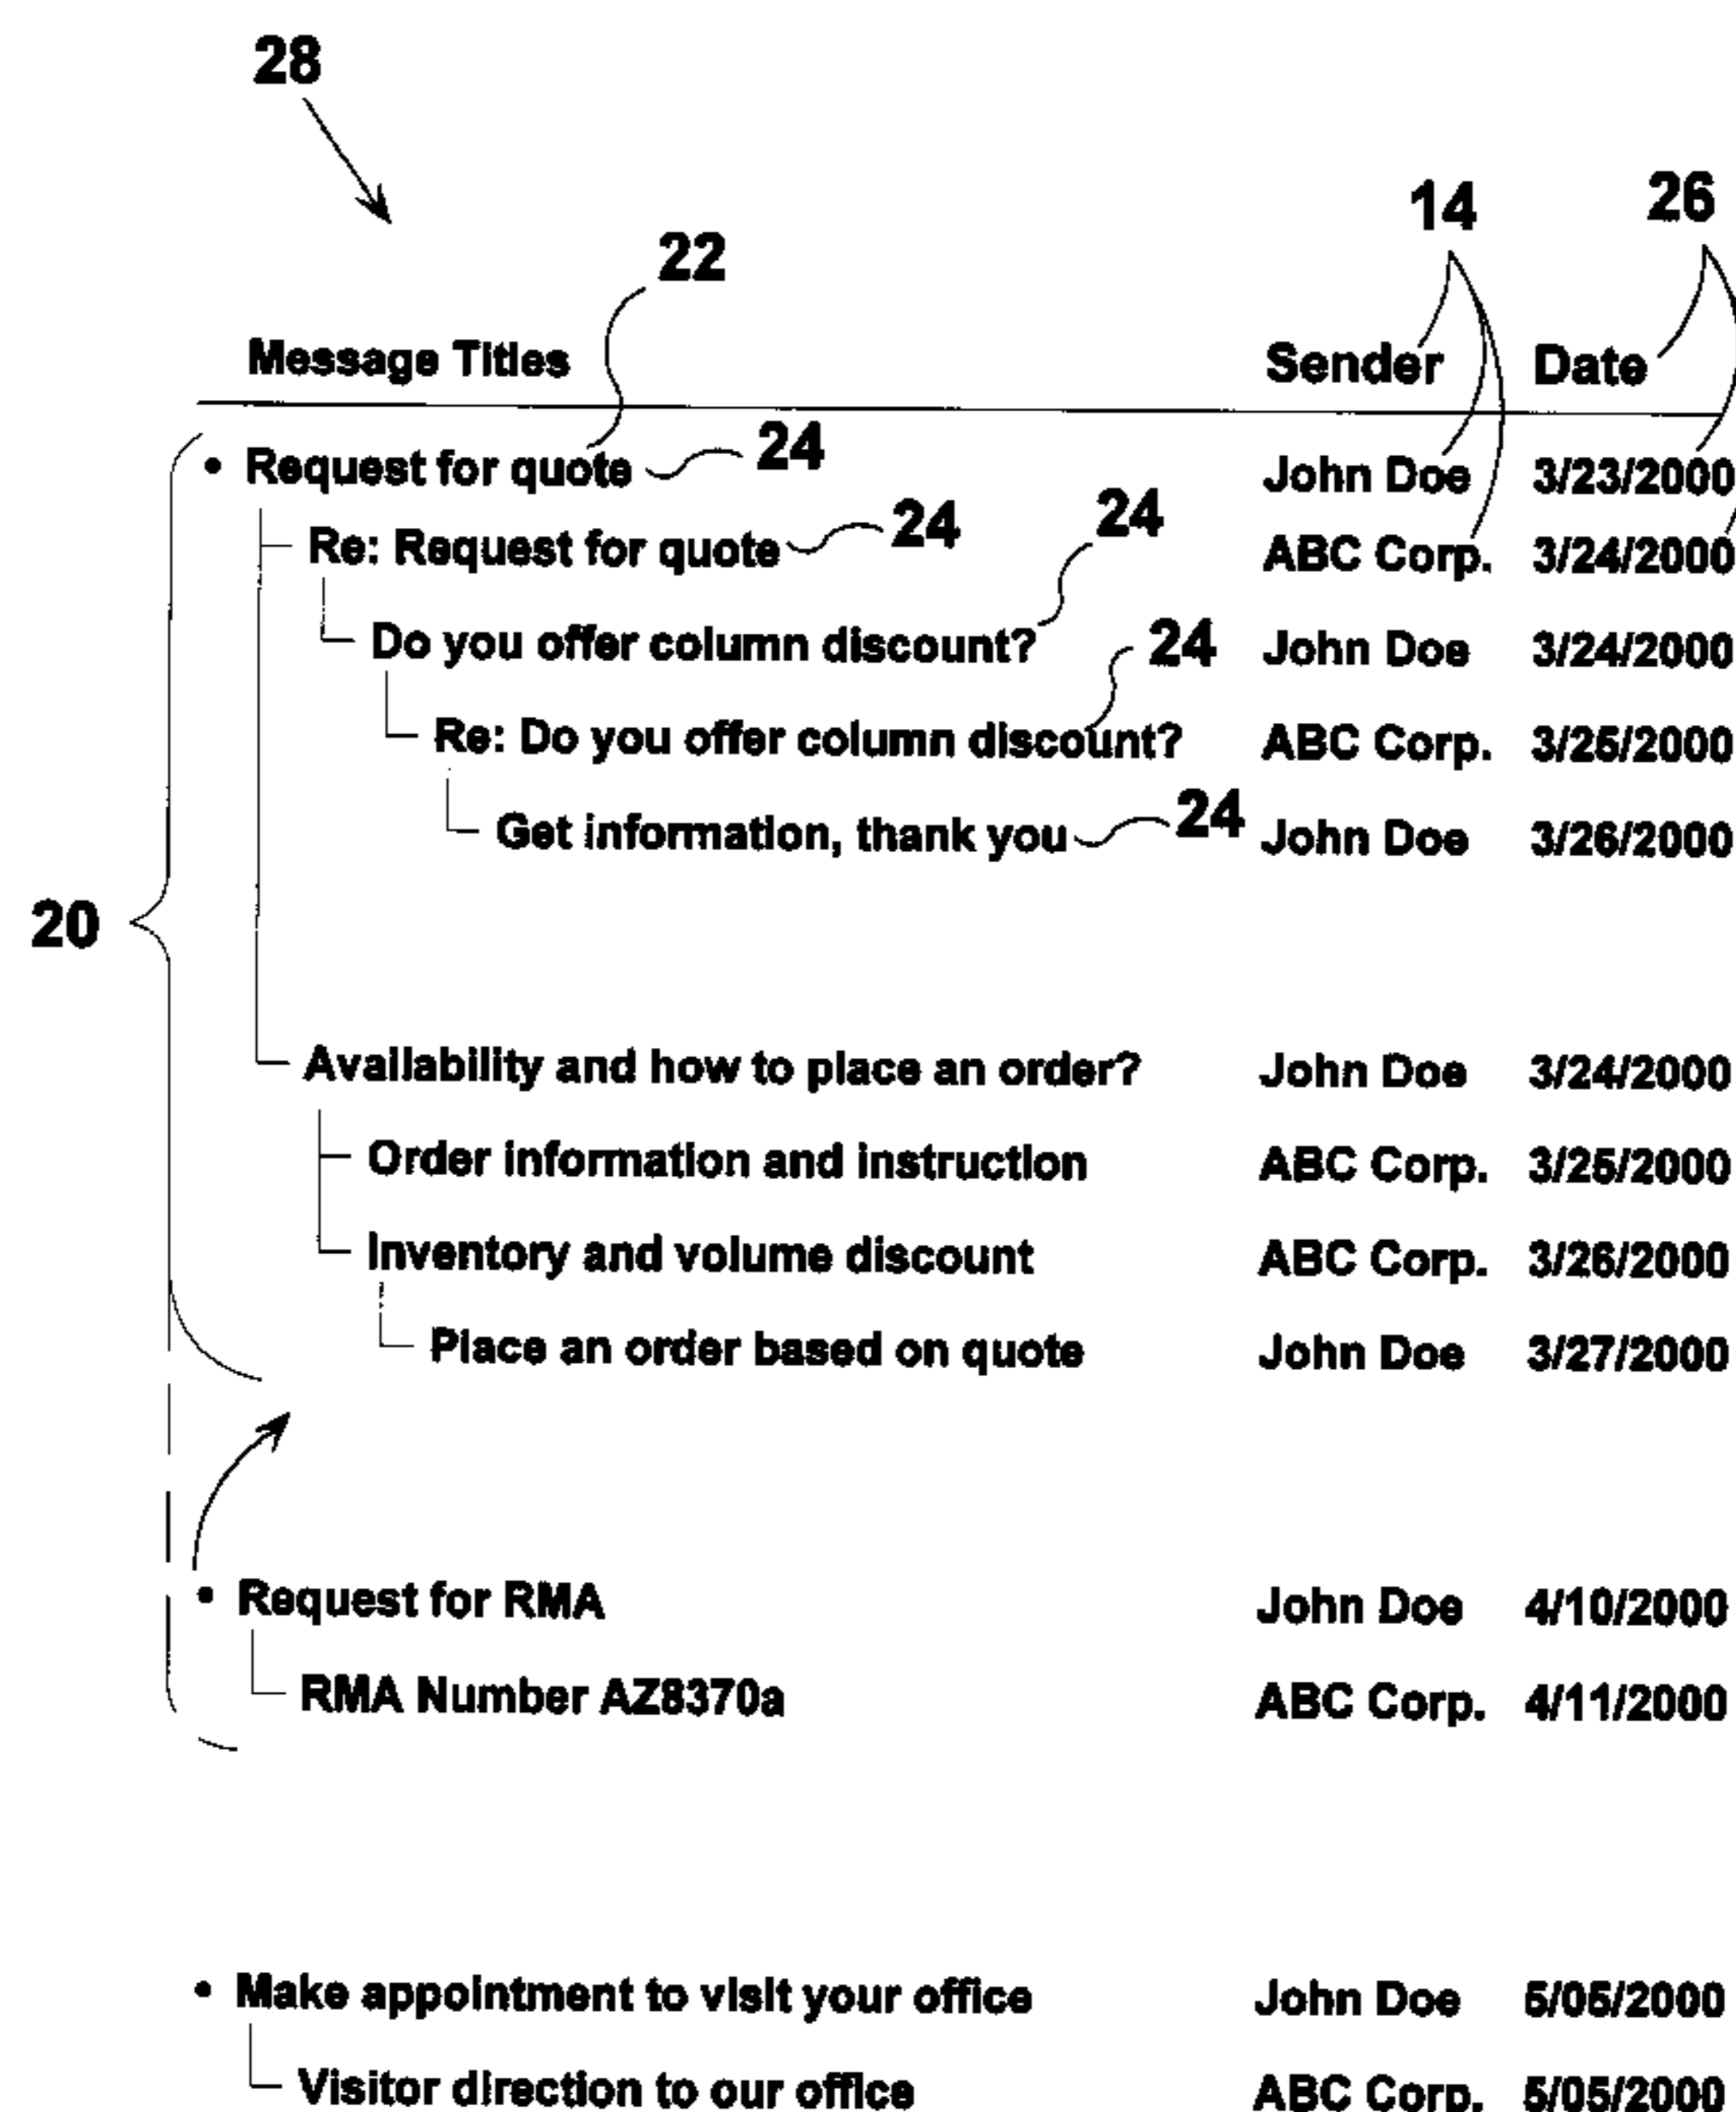 28
14 26
22
Message Titles Sender Date
• Request for quote 24 John Doe 3/23/2000
Re: Request for quote 24 24 ABC Corp. 3/24/2000
Do you offer column discount? 24 John Doe 3/24/2000
Re: Do you offer column discount? ABC Corp. 3/25/2000
Get information, thank you 24 John Doe 3/26/2000
20
Availability and how to place an order? John Doe 3/24/2000
Order information and instruction ABC Corp. 3/25/2000
Inventory and volume discount ABC Corp. 3/26/2000
Place an order based on quote John Doe 3/27/2000
• Request for RMA John Doe 4/10/2000
RMA Number AZ8370a ABC Corp. 4/11/2000
• Make appointment to visit your office John Doe 5/05/2000
Visitor direction to our office ABC Corp. 5/05/2000